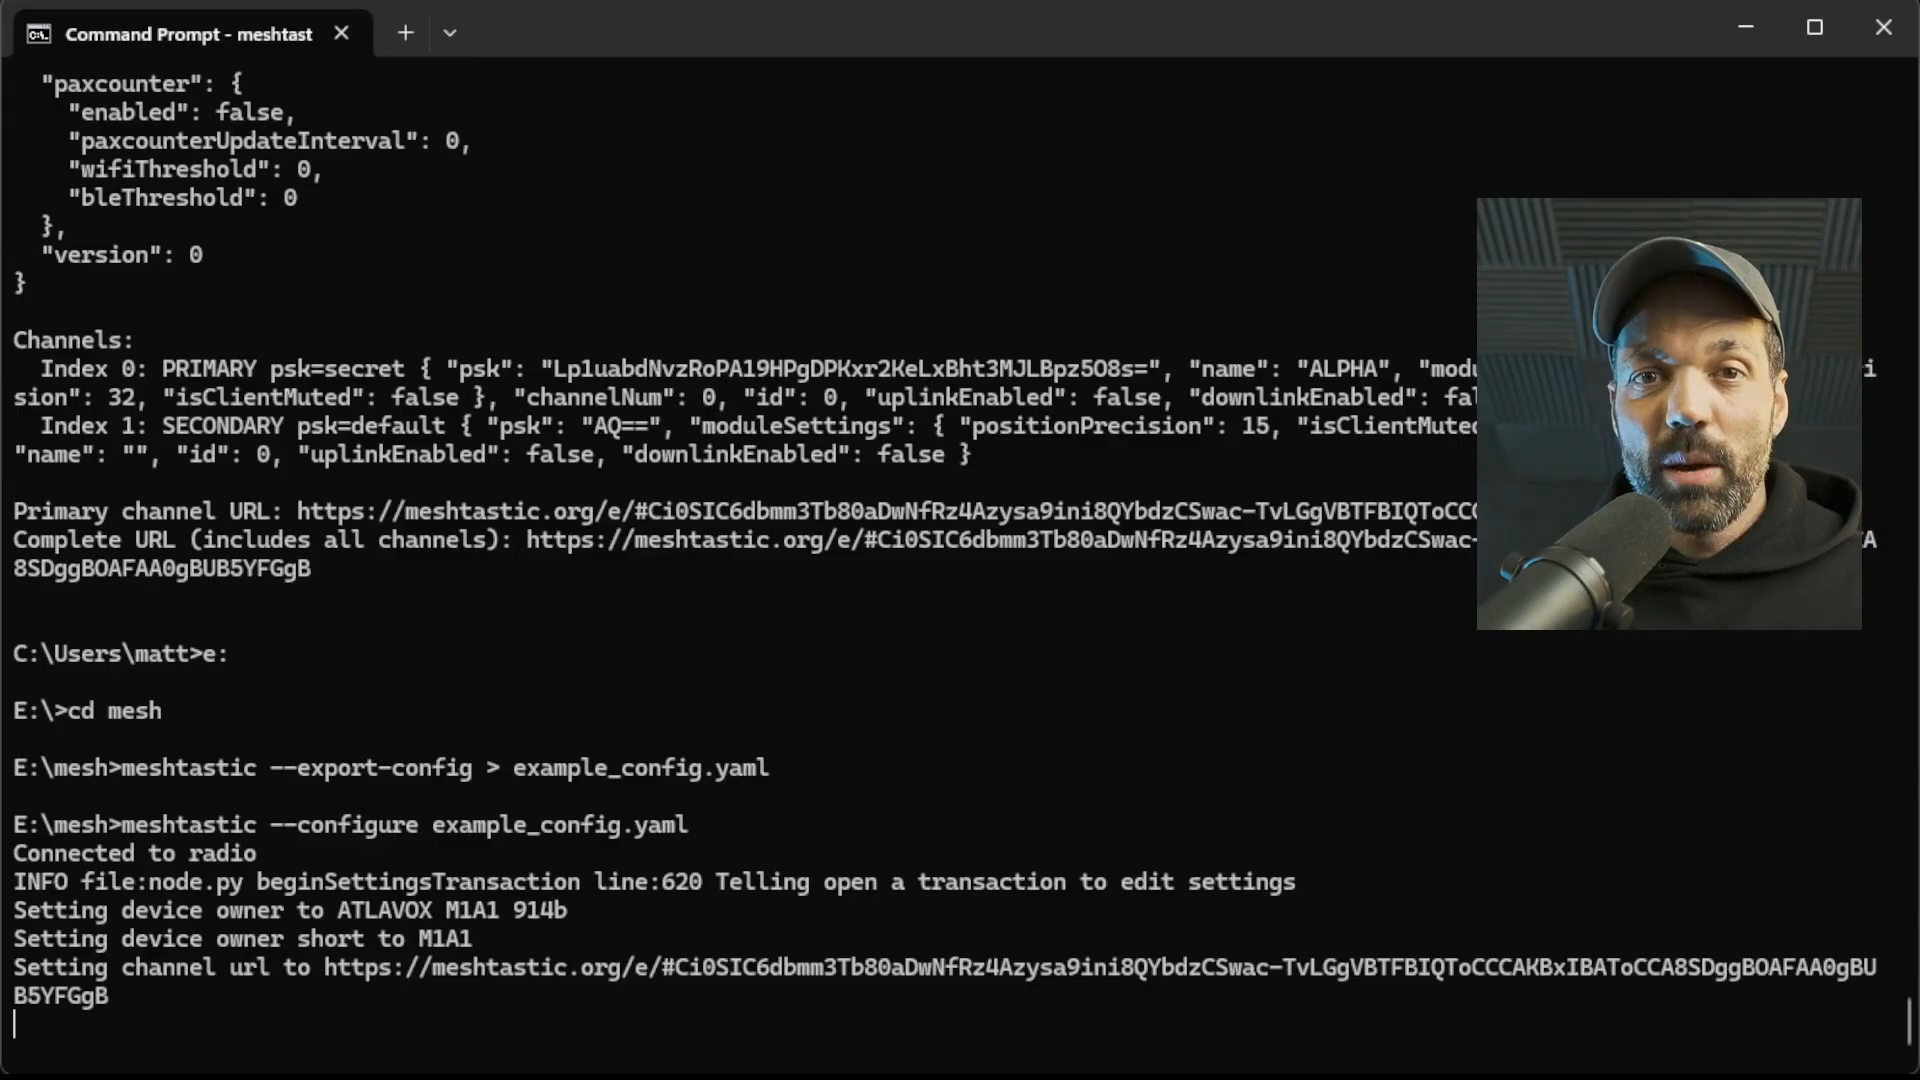 Command Prompt - meshtast
"paxcounter": {
"enabled": false,
"paxcounterUpdateInterval": 0,
"wifiThreshold": 0,
"bleThreshold": 0
},
"version": 0
}
Channels:
Index 0: PRIMARY psk=secret { "psk": "Lp1uabdNvzRoPA19HPgDPKxr2KeLxBht3MJLBpz5O8s=", "name": "ALPHA", "modu i
sion": 32, "isClientMuted": false }, "channelNum": 0, "id": 0, "uplinkEnabled": false, "downlinkEnabled": fal
Index 1: SECONDARY psk=default { "psk": "AQ==", "moduleSettings": { "positionPrecision": 15, "isClientMuted
"name": "", "id": 0, "uplinkEnabled": false, "downlinkEnabled": false }
Primary channel URL: https://meshtastic.org/e/#Ci0SIC6dbmm3Tb80aDwNfRz4Azysa9ini8QYbdzCSwac-TvLGgVBTFBIQToCCC
Complete URL (includes all channels): https://meshtastic.org/e/#Ci0SIC6dbmm3Tb80aDwNfRz4Azysa9ini8QYbdzCSwac- A
8SDggBOAFAA0gBUB5YFGgB
C:\Users\matt>e:
E:\>cd mesh
E:\mesh>meshtastic --export-config > example_config.yaml
E:\mesh>meshtastic --configure example_config.yaml
Connected to radio
INFO file:node.py beginSettingsTransaction line:620 Telling open a transaction to edit settings
Setting device owner to ATLAVOX M1A1 914b
Setting device owner short to M1A1
Setting channel url to https://meshtastic.org/e/#Ci0SIC6dbmm3Tb80aDwNfRz4Azysa9ini8QYbdzCSwac-TvLGgVBTFBIQToCCCAKBxIBAToCCA8SDggBOAFAA0gBU
B5YFGgB